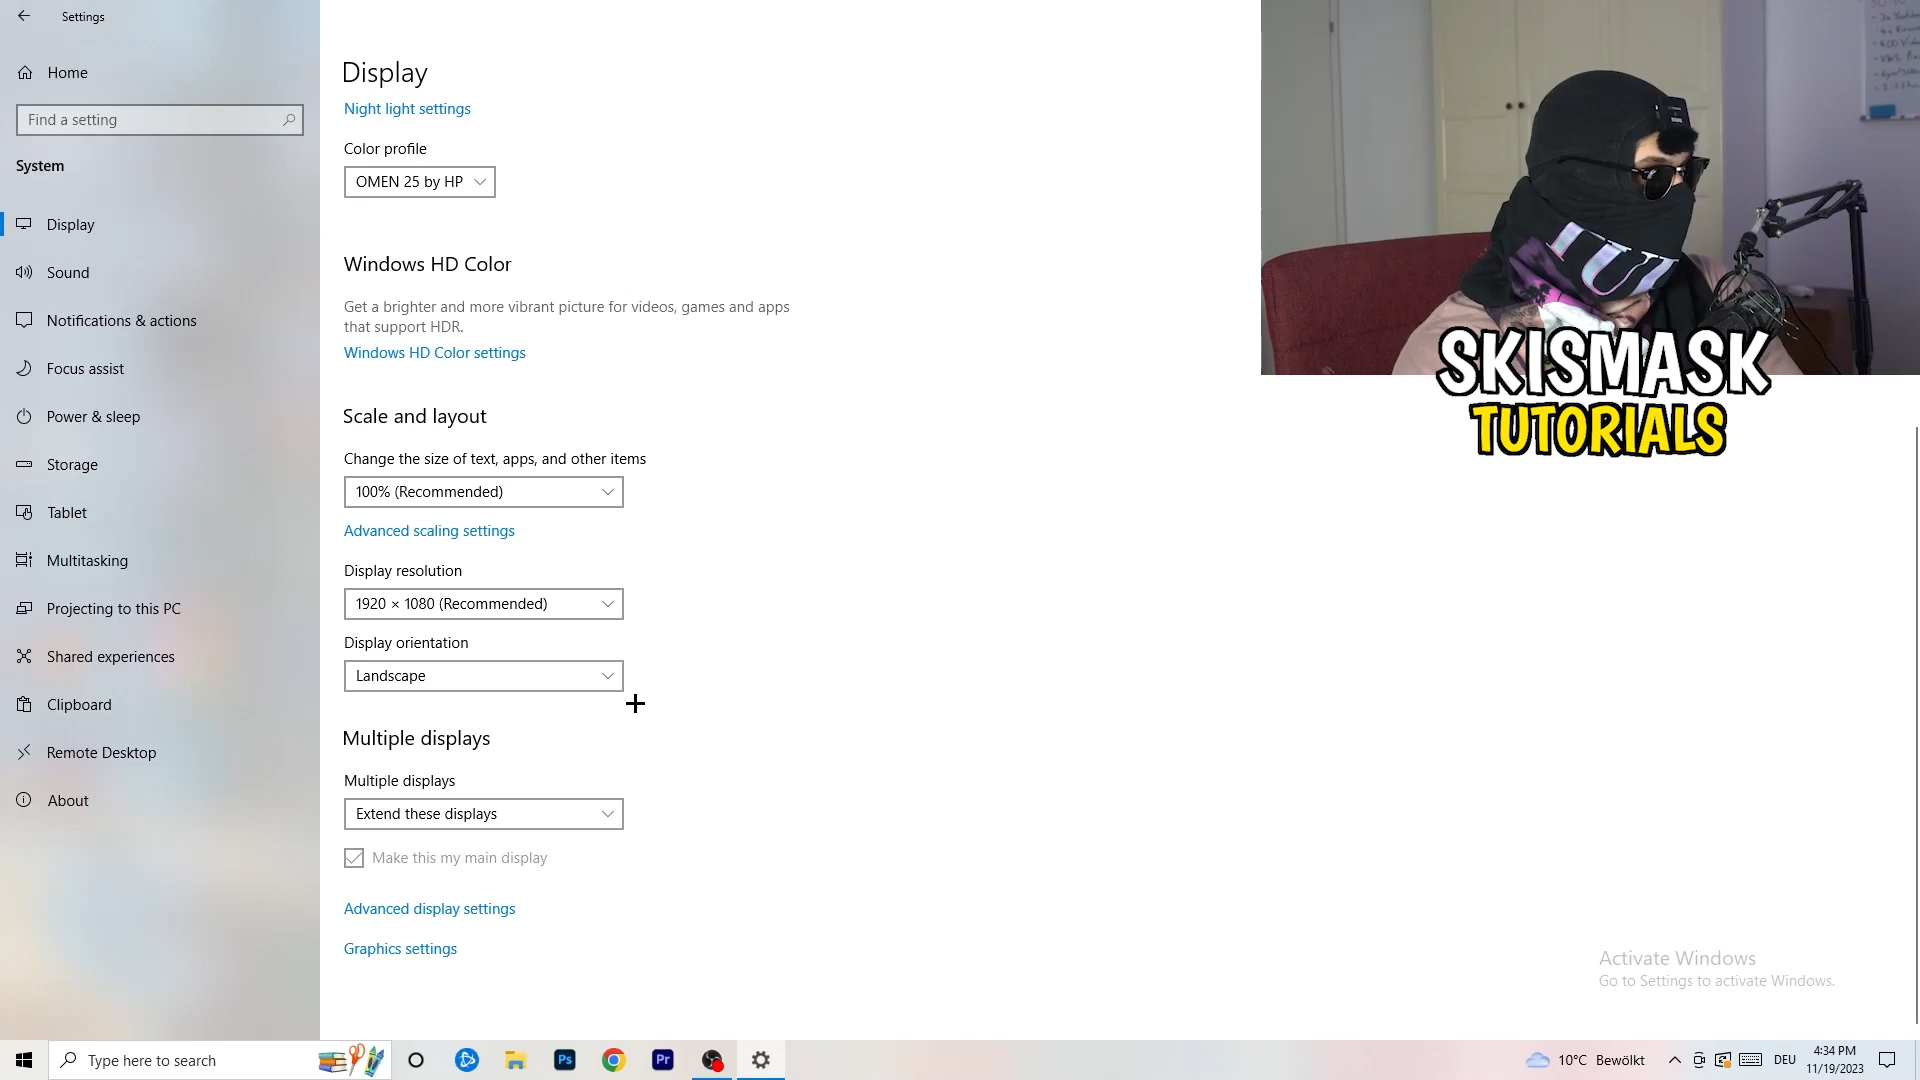 Settings
Home
Find a setting
System
Display
Sound
Notifications & actions
Focus assist
Power & sleep
Storage
Tablet
Multitasking
Projecting to this PC
Shared experiences
Clipboard
Remote Desktop
About
Display
Night light settings
Color profile
OMEN 25 by HP
Windows HD Color
Get a brighter and more vibrant picture for videos, games and apps
that support HDR.
Windows HD Color settings
Scale and layout
Change the size of text, apps, and other items
100% (Recommended)
Advanced scaling settings
Display resolution
1920 × 1080 (Recommended)
Display orientation
Landscape
Multiple displays
Multiple displays
Extend these displays
Make this my main display
Advanced display settings
Graphics settings
SKISMASK
TUTORIALS
Activate Windows
Go to Settings to activate Windows.
Type here to search
Ps
Pr
10°C Bewölkt
DEU
4:34 PM
11/19/2023